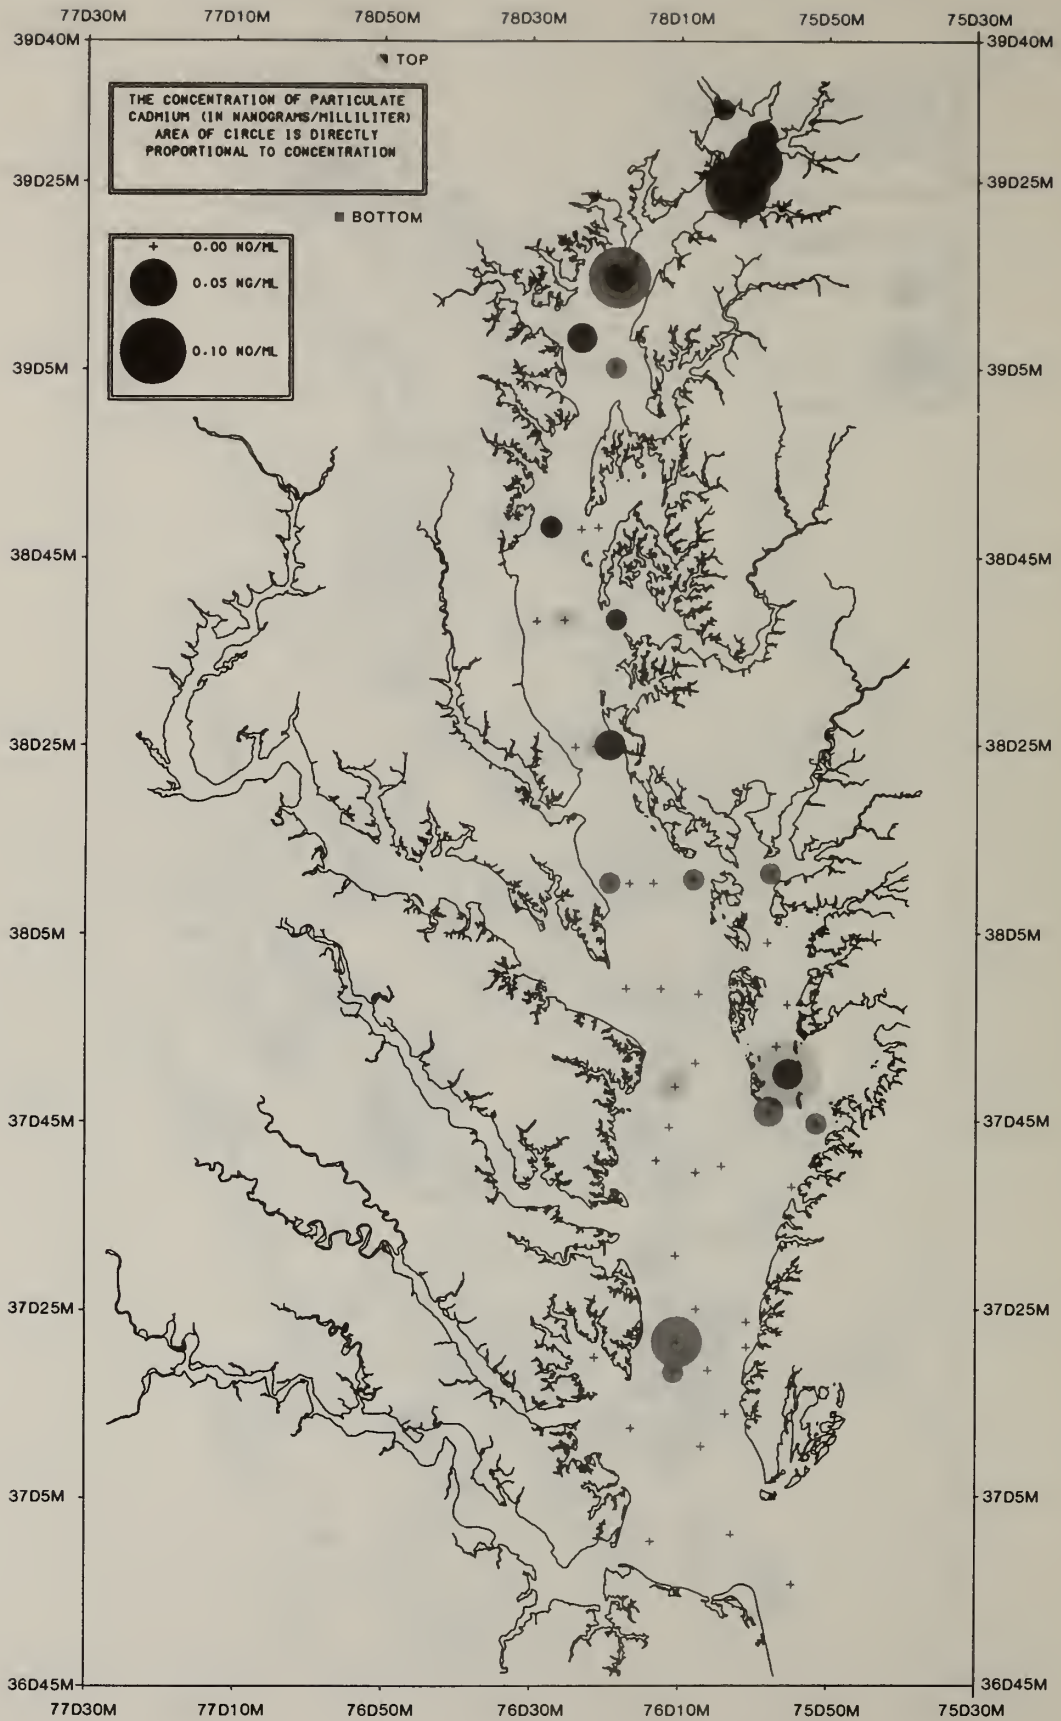 77D30M 77D10M 78D50M 78D30M 78D10M 75D50M 75D30M
39D40M 39D40M
TOP
THE CONCENTRATION OF PARTICULATE
CADMIUM (IN NANOGRAMS/MILLILITER)
AREA OF CIRCLE IS DIRECTLY
PROPORTIONAL TO CONCENTRATION
39D25M 39D25M
BOTTOM
+ 0.00 NO/ML
0.05 NG/ML
0.10 NO/ML
39D5M 39D5M
38D45M 38D45M
38D25M 38D25M
38D5M 38D5M
37D45M 37D45M
37D25M 37D25M
37D5M 37D5M
36D45M 36D45M
77D30M 77D10M 76D50M 76D30M 76D10M 75D50M 75D30M